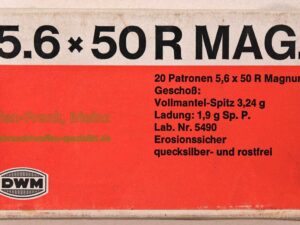 5.6 × 50 R MAG.
20 Patronen 5,6 x 50 R Magnum
Geschoß:
Vollmantel-Spitz 3,24 g
Ladung: 1,9 g Sp. P.
Lab. Nr. 5490
Erosionssicher
quecksilber- und rostfrei
DWM